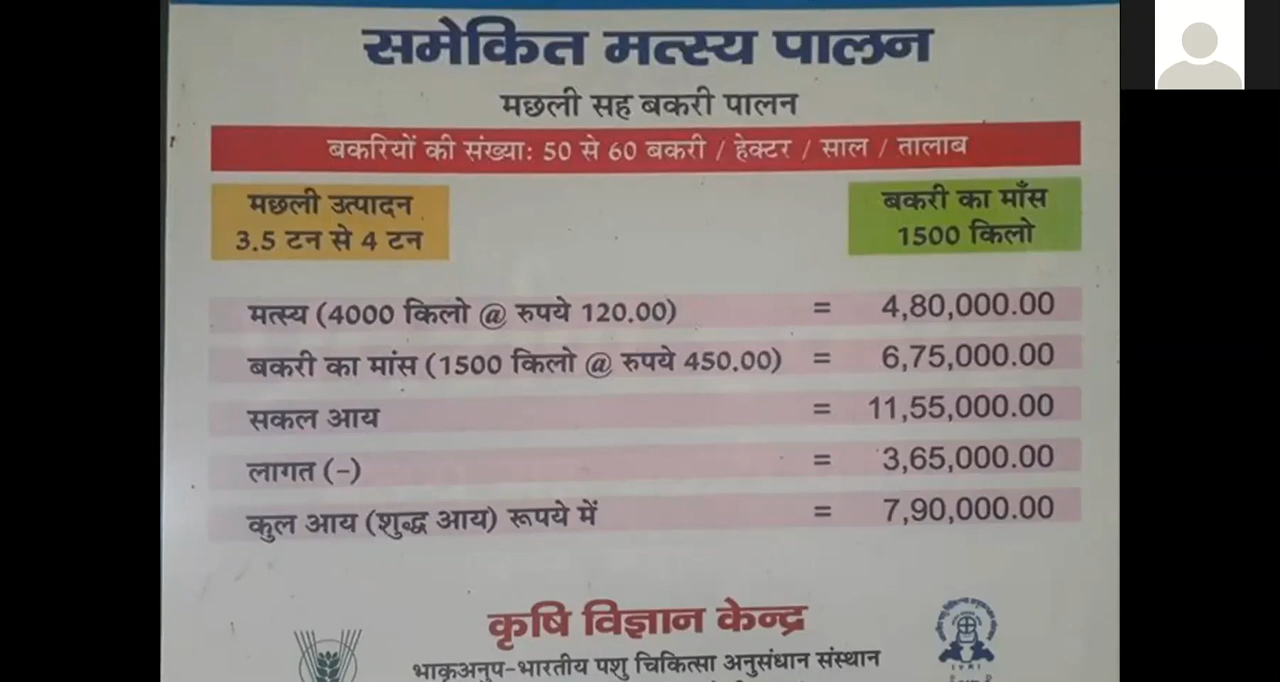 समेकित मत्स्य पालन
मछली सह बकरी पालन
बकरियों की संख्या: 50 से 60 बकरी / हेक्टर / साल / तालाब
मछली उत्पादन
3.5 टन से 4 टन
बकरी का माँस
1500 किलो
मत्स्य (4000 किलो @ रुपये 120.00) = 4,80,000.00
बकरी का मांस (1500 किलो @ रुपये 450.00) = 6,75,000.00
सकल आय = 11,55,000.00
लागत (-) = 3,65,000.00
कुल आय (शुद्ध आय) रूपये में = 7,90,000.00
कृषि विज्ञान केन्द्र
भाकृअनुप-भारतीय पशु चिकित्सा अनुसंधान संस्थान
IVRI